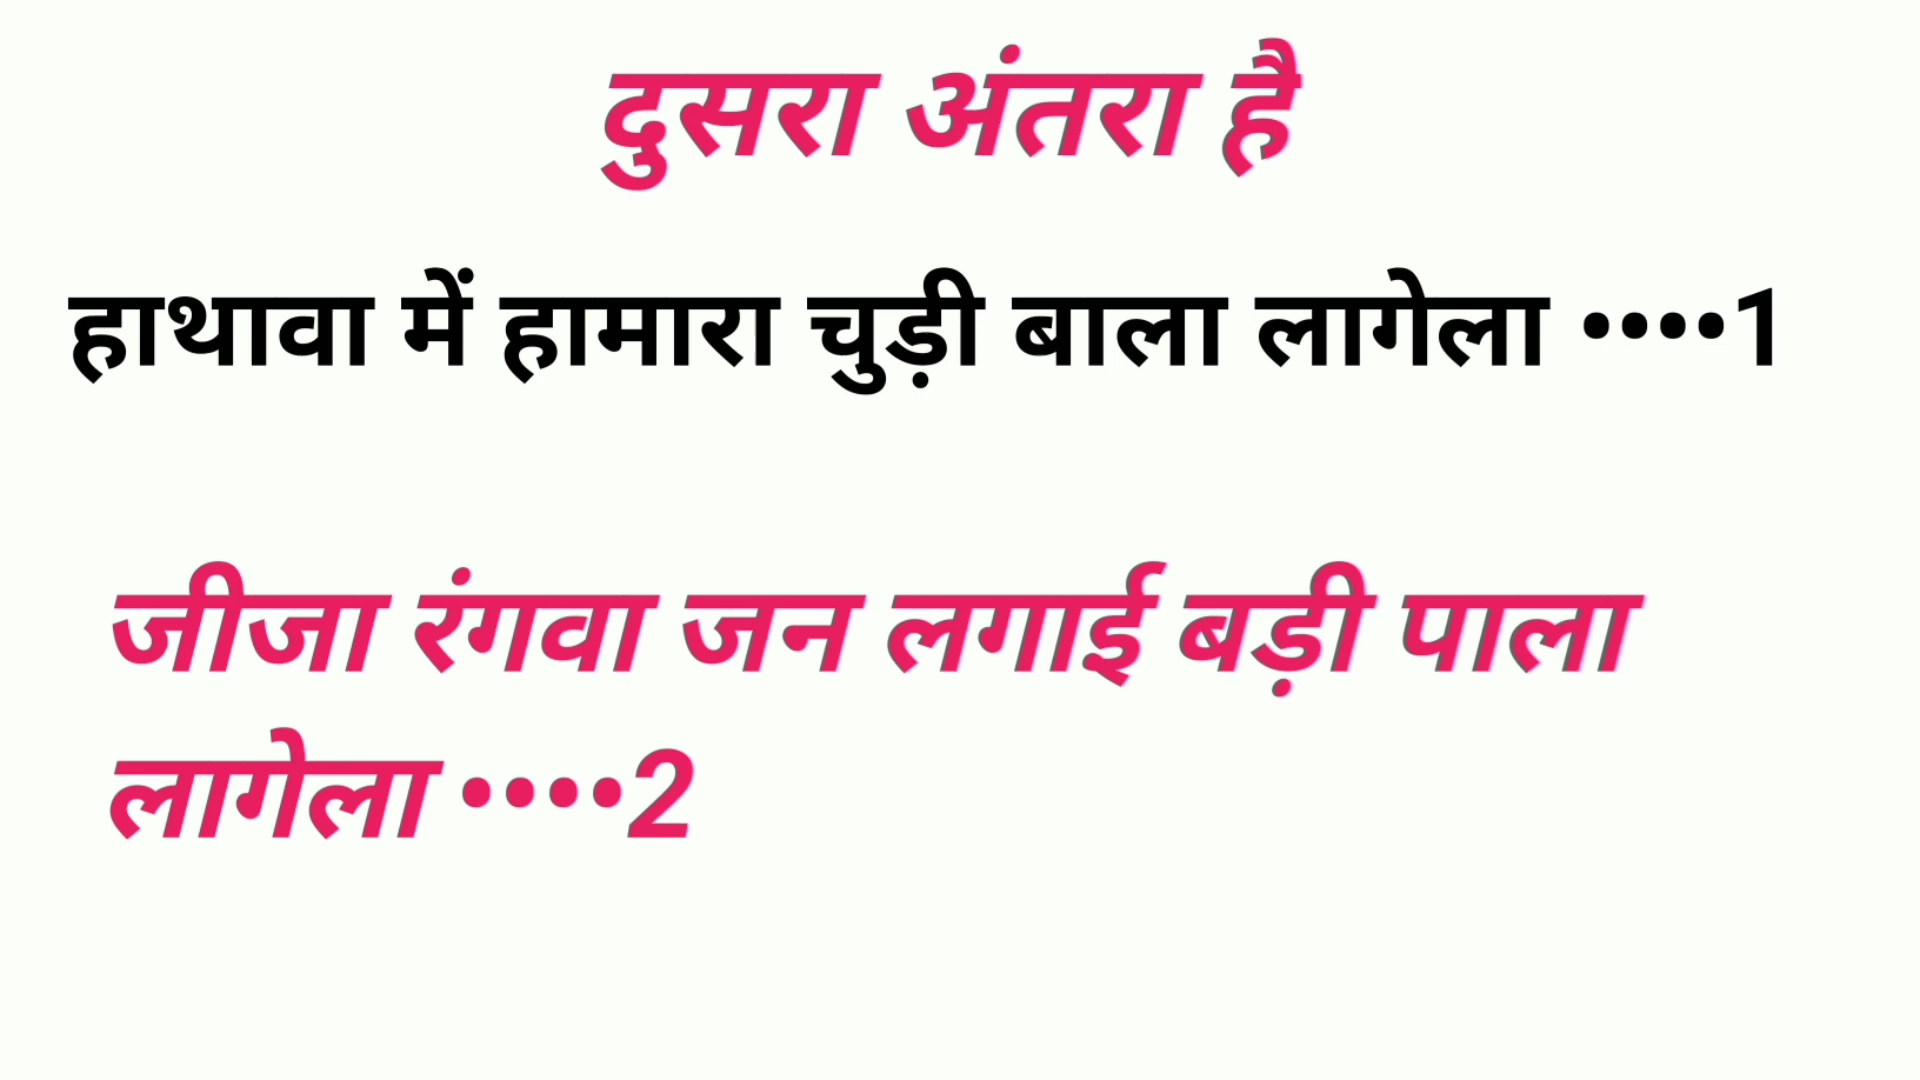 दुसरा अंतरा है
हाथावा में हामारा चुड़ी बाला लागेला ••••1
जीजा रंगवा जन लगाई बड़ी पाला
लागेला ••••2